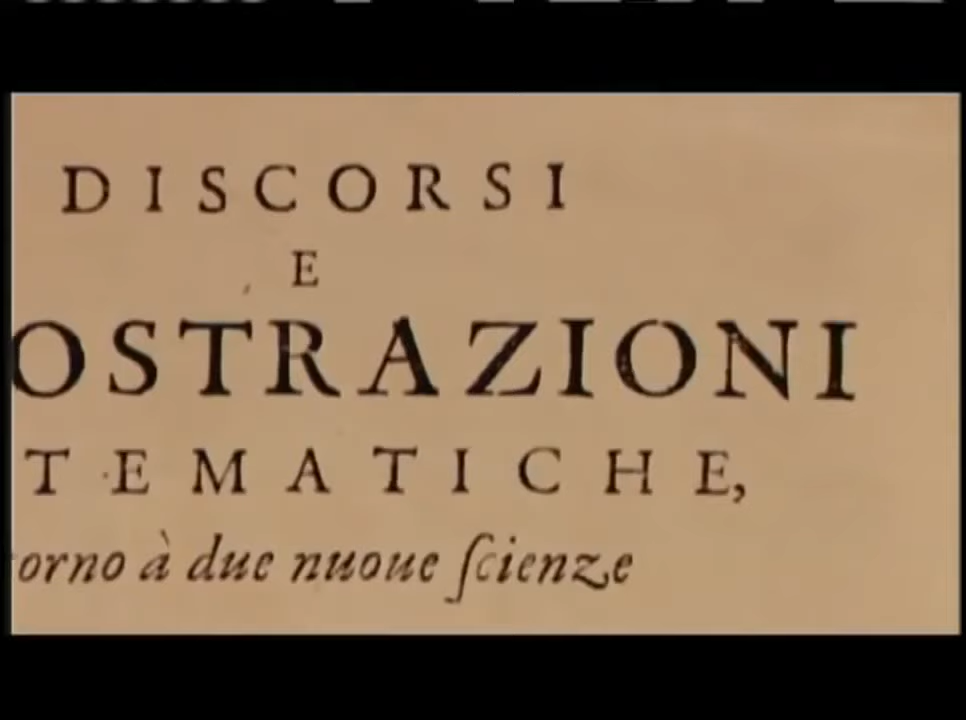 DISCORSI
E
OSTRAZIONI
TEMATICHE,
orno à due nuoue ſcienze